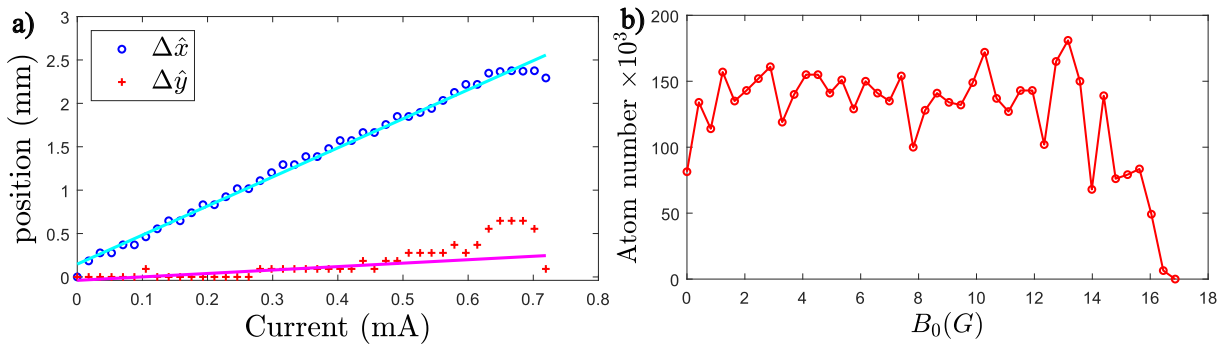 a)
3
2.5
2
1.5
1
0.5
0
position (mm)
Δx̂
Δŷ
0 0.1 0.2 0.3 0.4 0.5 0.6 0.7 0.8
Current (mA)
b)
200
150
100
50
0
Atom number ×10³
0 2 4 6 8 10 12 14 16 18
B₀(G)